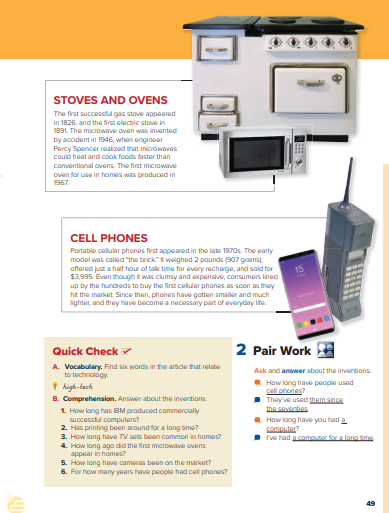 STOVES AND OVENS
The first successful gas stove appeared
in 1826, and the first electric stove in
1891. The microwave oven was invented
by accident in 1946, when engineer
Percy Spencer realized that microwaves
could heat and cook foods faster than
conventional ovens. The first microwave
oven for use in homes was produced in
1967.
CELL PHONES
Portable cellular phones first appeared in the late 1970s. The early
model was called "the brick." It weighed 2 pounds (907 grams),
offered just a half hour of talk time for every recharge, and sold for
$3,995. Even though it was clumsy and expensive, consumers lined
up by the hundreds to buy the first cellular phones as soon as they
hit the market. Since then, phones have gotten smaller and much
lighter, and they have become a necessary part of everyday life.
Quick Check
A. Vocabulary. Find six words in the article that relate
to technology.
high-tech
B. Comprehension. Answer about the inventions.
1. How long has IBM produced commercially
successful computers?
2. Has printing been around for a long time?
3. How long have TV sets been common in homes?
4. How long ago did the first microwave ovens
appear in homes?
5. How long have cameras been on the market?
6. For how many years have people had cell phones?
2 Pair Work
Ask and answer about the inventions.
How long have people used
cell phones?
They've used them since
the seventies.
How long have you had a
computer?
I've had a computer for a long time.
49